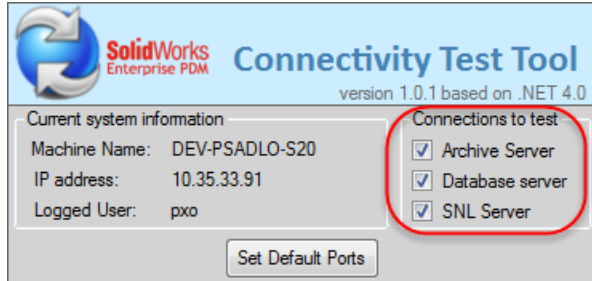 SolidWorks
Enterprise PDM
Connectivity Test Tool
version 1.0.1 based on .NET 4.0
Current system information
Machine Name: DEV-PSADLO-S20
IP address: 10.35.33.91
Logged User: pxo
Connections to test
Archive Server
Database server
SNL Server
Set Default Ports